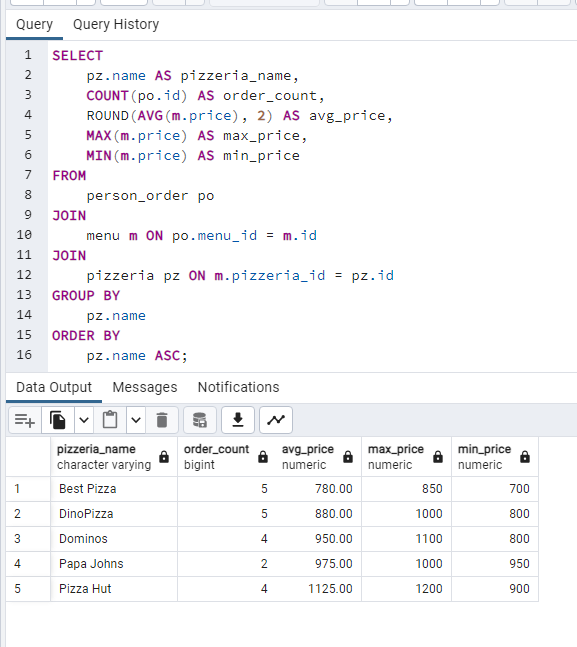 Query Query History
1 SELECT
2 pz.name AS pizzeria_name,
3 COUNT(po.id) AS order_count,
4 ROUND(AVG(m.price), 2) AS avg_price,
5 MAX(m.price) AS max_price,
6 MIN(m.price) AS min_price
7 FROM
8 person_order po
9 JOIN
10 menu m ON po.menu_id = m.id
11 JOIN
12 pizzeria pz ON m.pizzeria_id = pz.id
13 GROUP BY
14 pz.name
15 ORDER BY
16 pz.name ASC;
Data Output Messages Notifications
pizzeria_name order_count avg_price max_price min_price
character varying bigint numeric numeric numeric
1 Best Pizza 5 780.00 850 700
2 DinoPizza 5 880.00 1000 800
3 Dominos 4 950.00 1100 800
4 Papa Johns 2 975.00 1000 950
5 Pizza Hut 4 1125.00 1200 900